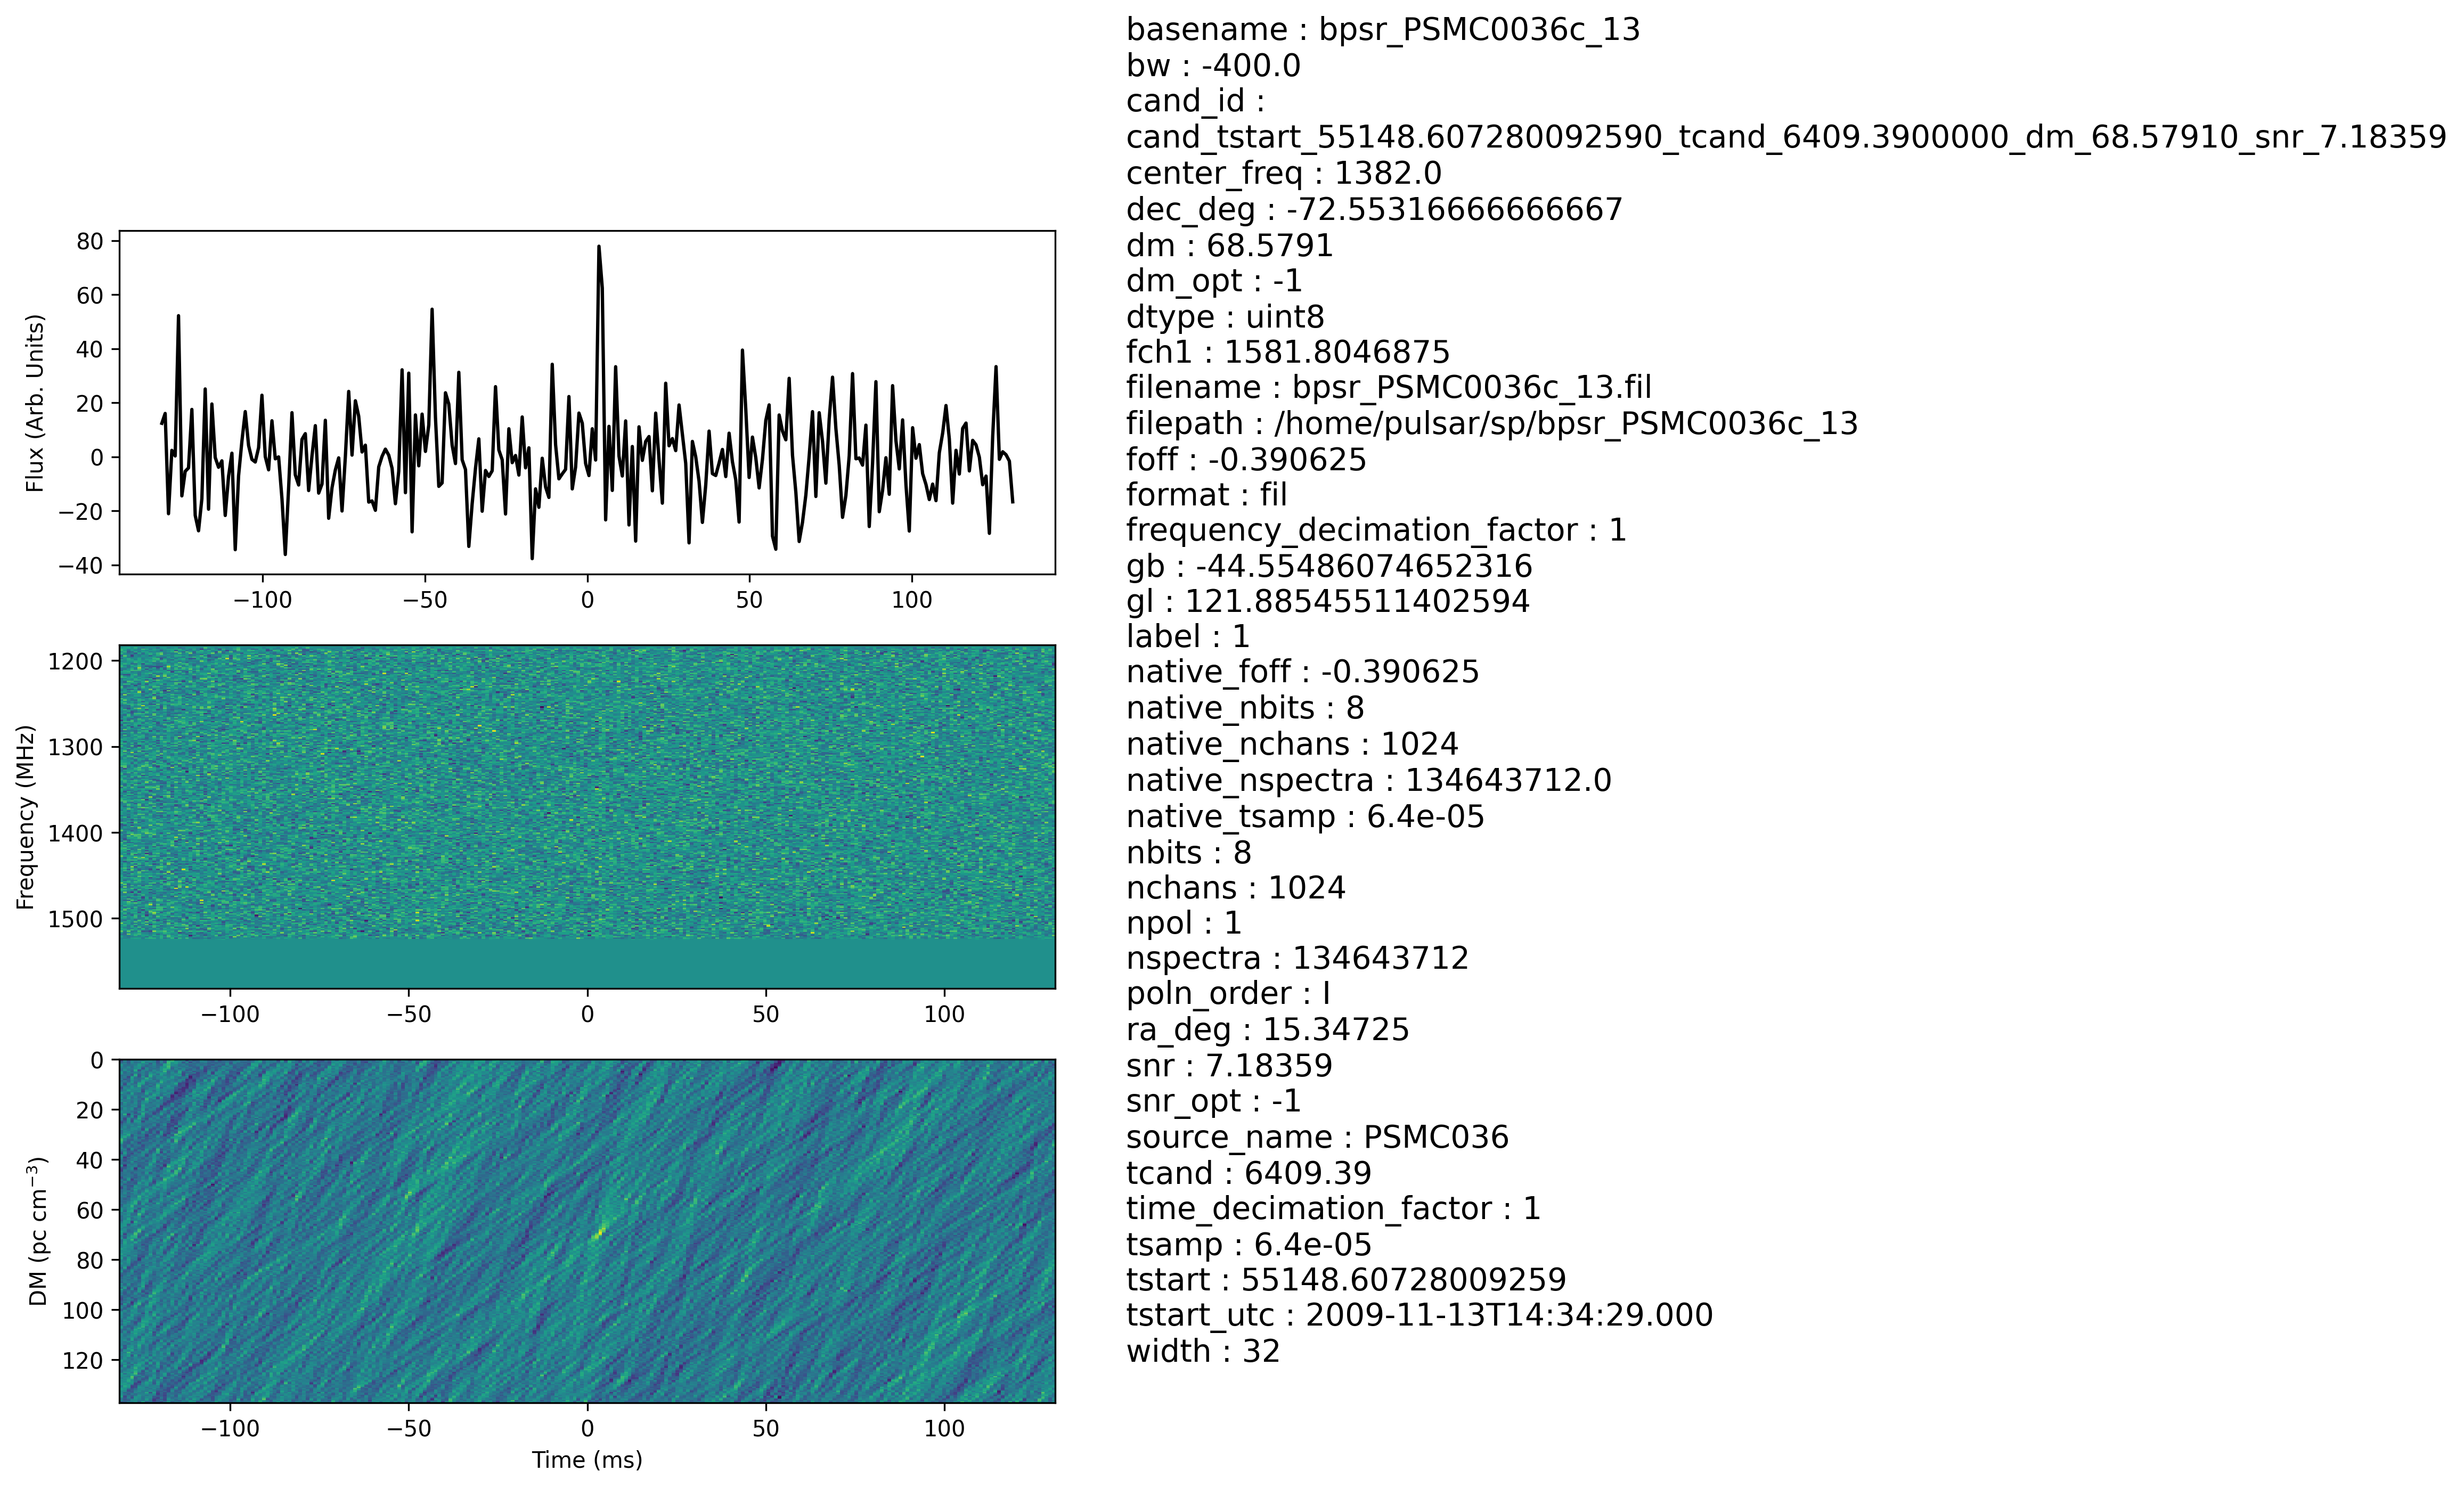 basename : bpsr_PSMC0036c_13
bw : -400.0
cand_id :
cand_tstart_55148.607280092590_tcand_6409.3900000_dm_68.57910_snr_7.18359
center_freq : 1382.0
dec_deg : -72.55316666666667
dm : 68.5791
dm_opt : -1
dtype : uint8
fch1 : 1581.8046875
filename : bpsr_PSMC0036c_13.fil
filepath : /home/pulsar/sp/bpsr_PSMC0036c_13
foff : -0.390625
format : fil
frequency_decimation_factor : 1
gb : -44.55486074652316
gl : 121.88545511402594
label : 1
native_foff : -0.390625
native_nbits : 8
native_nchans : 1024
native_nspectra : 134643712.0
native_tsamp : 6.4e-05
nbits : 8
nchans : 1024
npol : 1
nspectra : 134643712
poln_order : I
ra_deg : 15.34725
snr : 7.18359
snr_opt : -1
source_name : PSMC036
tcand : 6409.39
time_decimation_factor : 1
tsamp : 6.4e-05
tstart : 55148.60728009259
tstart_utc : 2009-11-13T14:34:29.000
width : 32
Flux (Arb. Units)
80
60
40
20
0
−20
−40
−100 −50 0 50 100
Frequency (MHz)
1200
1300
1400
1500
−100 −50 0 50 100
DM (pc cm⁻³)
0
20
40
60
80
100
120
−100 −50 0 50 100
Time (ms)